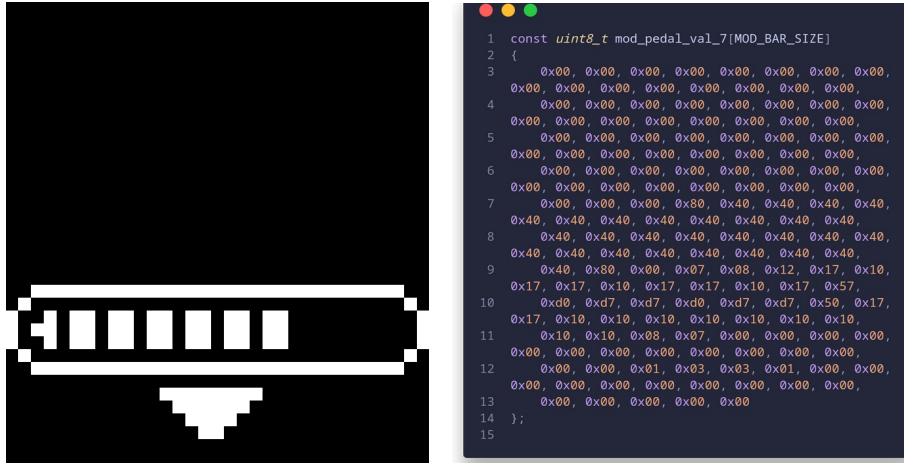 1 const uint8_t mod_pedal_val_7[MOD_BAR_SIZE]
2 {
3 0x00, 0x00, 0x00, 0x00, 0x00, 0x00, 0x00, 0x00,
0x00, 0x00, 0x00, 0x00, 0x00, 0x00, 0x00, 0x00,
4 0x00, 0x00, 0x00, 0x00, 0x00, 0x00, 0x00, 0x00,
0x00, 0x00, 0x00, 0x00, 0x00, 0x00, 0x00, 0x00,
5 0x00, 0x00, 0x00, 0x00, 0x00, 0x00, 0x00, 0x00,
0x00, 0x00, 0x00, 0x00, 0x00, 0x00, 0x00, 0x00,
6 0x00, 0x00, 0x00, 0x00, 0x00, 0x00, 0x00, 0x00,
0x00, 0x00, 0x00, 0x00, 0x00, 0x00, 0x00, 0x00,
7 0x00, 0x00, 0x00, 0x80, 0x40, 0x40, 0x40, 0x40,
0x40, 0x40, 0x40, 0x40, 0x40, 0x40, 0x40, 0x40,
8 0x40, 0x40, 0x40, 0x40, 0x40, 0x40, 0x40, 0x40,
0x40, 0x40, 0x40, 0x40, 0x40, 0x40, 0x40, 0x40,
9 0x40, 0x80, 0x00, 0x07, 0x08, 0x12, 0x17, 0x10,
0x17, 0x17, 0x10, 0x17, 0x17, 0x10, 0x17, 0x57,
10 0xd0, 0xd7, 0xd7, 0xd0, 0xd7, 0xd7, 0x50, 0x17,
0x17, 0x10, 0x10, 0x10, 0x10, 0x10, 0x10, 0x10,
11 0x10, 0x10, 0x08, 0x07, 0x00, 0x00, 0x00, 0x00,
0x00, 0x00, 0x00, 0x00, 0x00, 0x00, 0x00, 0x00,
12 0x00, 0x00, 0x01, 0x03, 0x03, 0x01, 0x00, 0x00,
0x00, 0x00, 0x00, 0x00, 0x00, 0x00, 0x00, 0x00,
13 0x00, 0x00, 0x00, 0x00, 0x00
14 };
15